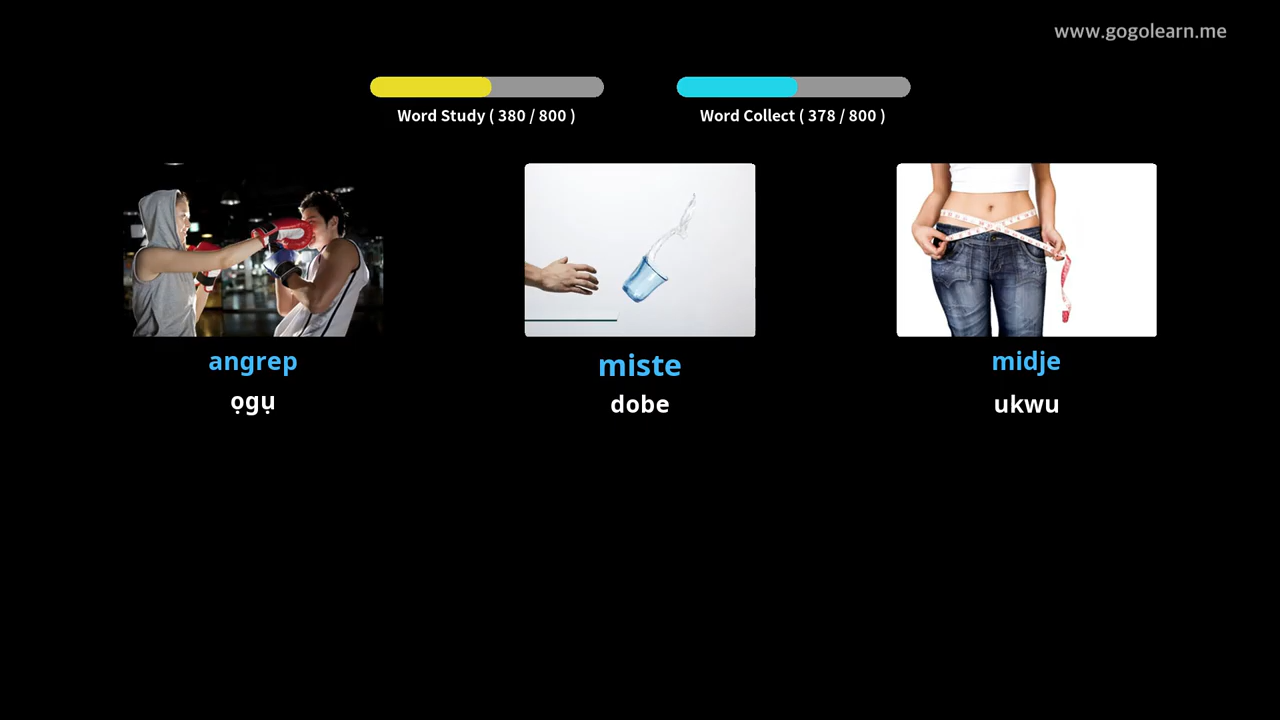 www.gogolearn.me
Word Study ( 380 / 800 )
Word Collect ( 378 / 800 )
angrep
miste
midje
ọgụ
dobe
ukwu